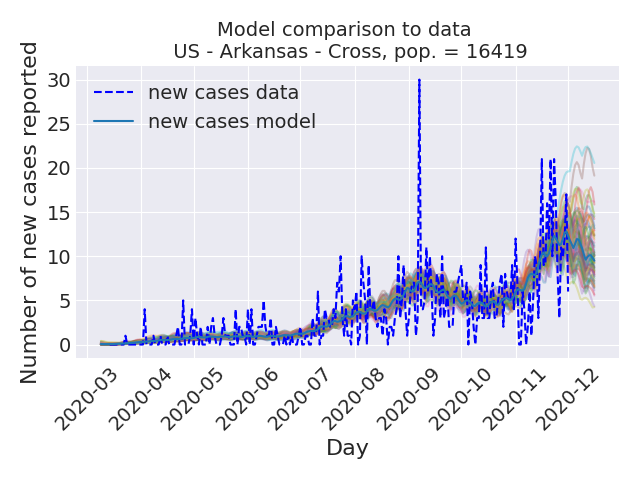 Model comparison to data
US - Arkansas - Cross, pop. = 16419
Number of new cases reported
30
25
20
15
10
5
0
new cases data
new cases model
2020-03
2020-04
2020-05
2020-06
2020-07
2020-08
2020-09
2020-10
2020-11
2020-12
Day